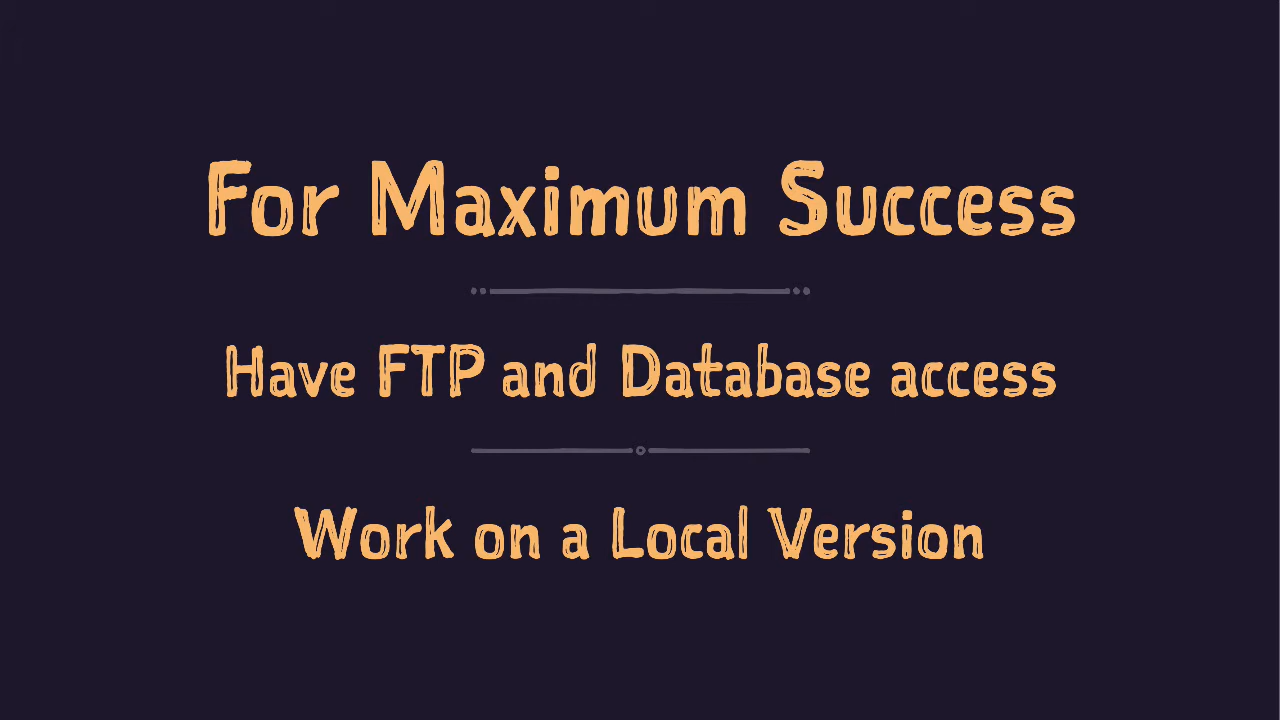 For Maximum Success
Have FTP and Database access
Work on a Local Version